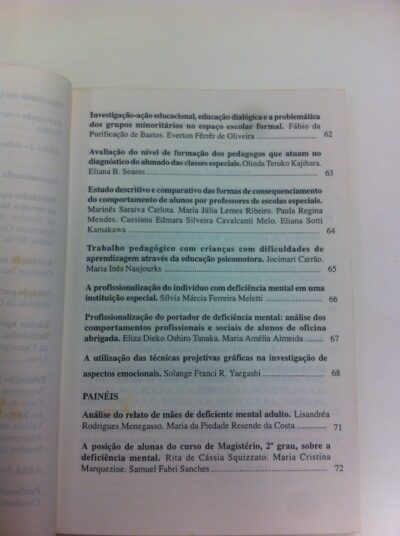 Investigação-ação educacional, educação dialógica e a problemática
dos grupos minoritários no espaço escolar formal. Fábio da
Purificação de Bastos. Everton Fêrrêr de Oliveira ........ 62
Avaliação do nível de formação dos pedagogos que atuam no
diagnóstico do alunado das classes especiais. Olinda Teruko Kajihara.
Eliana B. Soares ........ 63
Estudo descritivo e comparativo das formas de consequenciamento
do comportamento de alunos por professores de escolas especiais.
Marinês Saraiva Carlota. Maria Júlia Lemes Ribeiro. Paula Regina
Mendes. Cassiana Edmara Silveira Cavalcanti Melo. Eliana Sotti
Kamakawa ........ 64
Trabalho pedagógico com crianças com dificuldades de
aprendizagem através da educação psicomotora. Jocimari Carrão.
Maria Inês Naujorks ........ 65
A profissionalização do indivíduo com deficiência mental em uma
instituição especial. Sílvia Márcia Ferreira Meletti ........ 66
Profissionalização do portador de deficiência mental: análise dos
comportamentos profissionais e sociais de alunos de oficina
abrigada. Eliza Dieko Oshiro Tanaka. Maria Amélia Almeida ........ 67
A utilização das técnicas projetivas gráficas na investigação de
aspectos emocionais. Solange Franci R. Yaegashi ........ 68
PAINÉIS
Análise do relato de mães de deficiente mental adulto. Lisandréa
Rodrigues Menegasso. Maria da Piedade Resende da Costa ........ 71
A posição de alunas do curso de Magistério, 2º grau, sobre a
deficiência mental. Rita de Cássia Squizzato. Maria Cristina
Marquezine. Samuel Fabri Sanches ........ 72